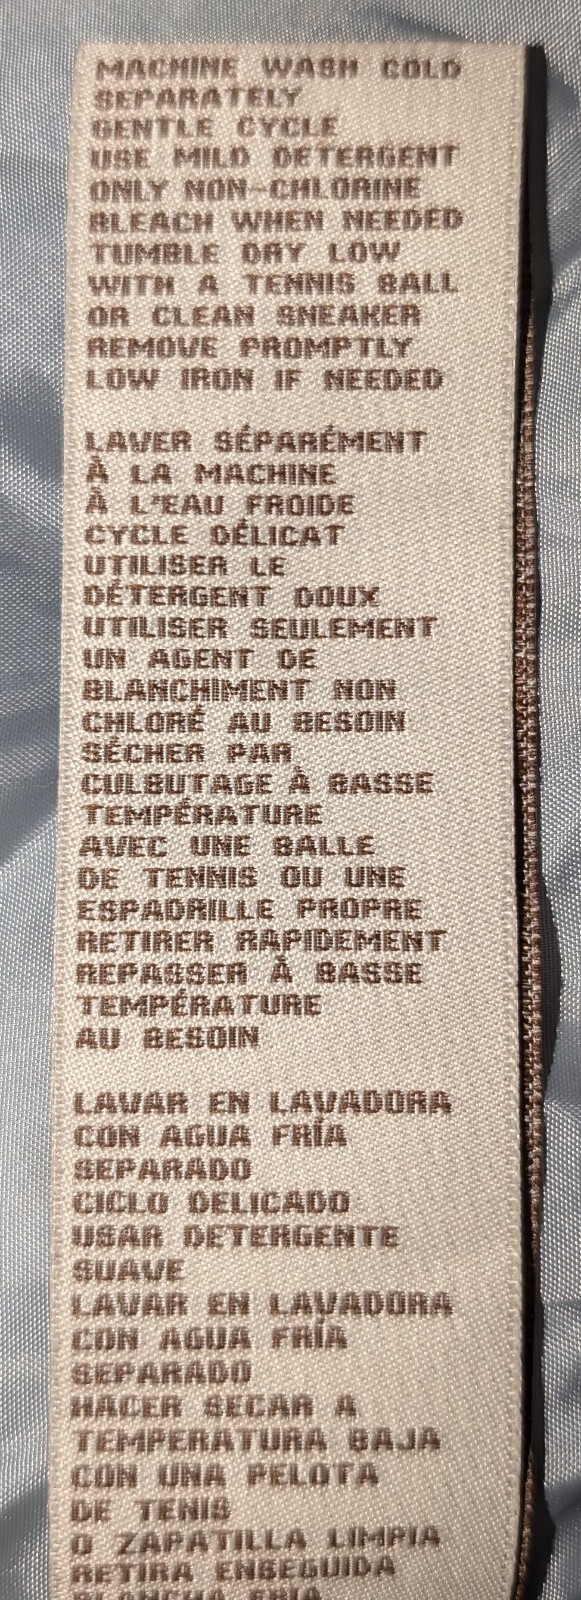 MACHINE WASH COLD
SEPARATELY
GENTLE CYCLE
USE MILD DETERGENT
ONLY NON-CHLORINE
BLEACH WHEN NEEDED
TUMBLE DRY LOW
WITH A TENNIS BALL
OR CLEAN SNEAKER
REMOVE PROMPTLY
LOW IRON IF NEEDED
LAVER SÉPARÉMENT
À LA MACHINE
À L'EAU FROIDE
CYCLE DÉLICAT
UTILISER LE
DÉTERGENT DOUX
UTILISER SEULEMENT
UN AGENT DE
BLANCHIMENT NON
CHLORÉ AU BESOIN
SÉCHER PAR
CULBUTAGE À BASSE
TEMPÉRATURE
AVEC UNE BALLE
DE TENNIS OU UNE
ESPADRILLE PROPRE
RETIRER RAPIDEMENT
REPASSER À BASSE
TEMPÉRATURE
AU BESOIN
LAVAR EN LAVADORA
CON AGUA FRÍA
SEPARADO
CICLO DELICADO
USAR DETERGENTE
SUAVE
LAVAR EN LAVADORA
CON AGUA FRÍA
SEPARADO
HACER SECAR A
TEMPERATURA BAJA
CON UNA PELOTA
DE TENIS
O ZAPATILLA LIMPIA
RETIRA ENSEGUIDA
PLANCHA FRIA